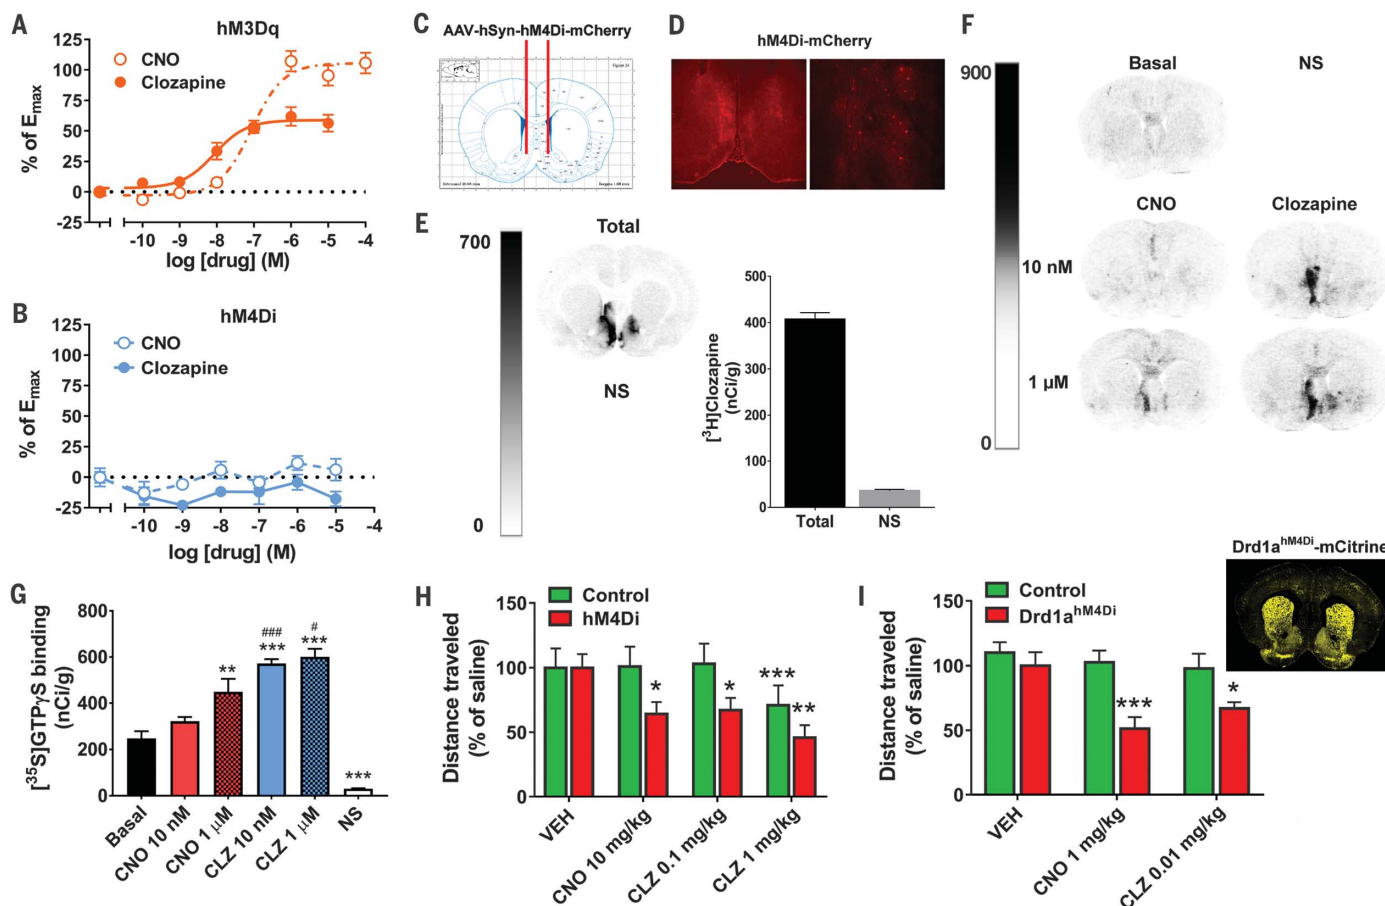 A
hM3Dq
CNO
Clozapine
% of Emax
125
100
75
50
25
0
-25
-10 -9 -8 -7 -6 -5 -4
log [drug] (M)
B
hM4Di
CNO
Clozapine
% of Emax
125
100
75
50
25
0
-25
-10 -9 -8 -7 -6 -5 -4
log [drug] (M)
C
AAV-hSyn-hM4Di-mCherry
D
hM4Di-mCherry
E
700
0
Total
NS
[³H]Clozapine
(nCi/g)
500
400
300
200
100
0
Total NS
F
900
0
Basal NS
CNO Clozapine
10 nM
1 µM
G
[³⁵S]GTPγS binding
(nCi/g)
800
600
400
200
0
**
###
***
#
***
***
Basal
CNO 10 nM
CNO 1 µM
CLZ 10 nM
CLZ 1 µM
NS
H
Control
hM4Di
Distance traveled
(% of saline)
150
100
50
0
*
*
***
**
VEH
CNO 10 mg/kg
CLZ 0.1 mg/kg
CLZ 1 mg/kg
I
Control
Drd1a^hM4Di
Drd1a^hM4Di-mCitrine
Distance traveled
(% of saline)
150
100
50
0
***
*
VEH
CNO 1 mg/kg
CLZ 0.01 mg/kg